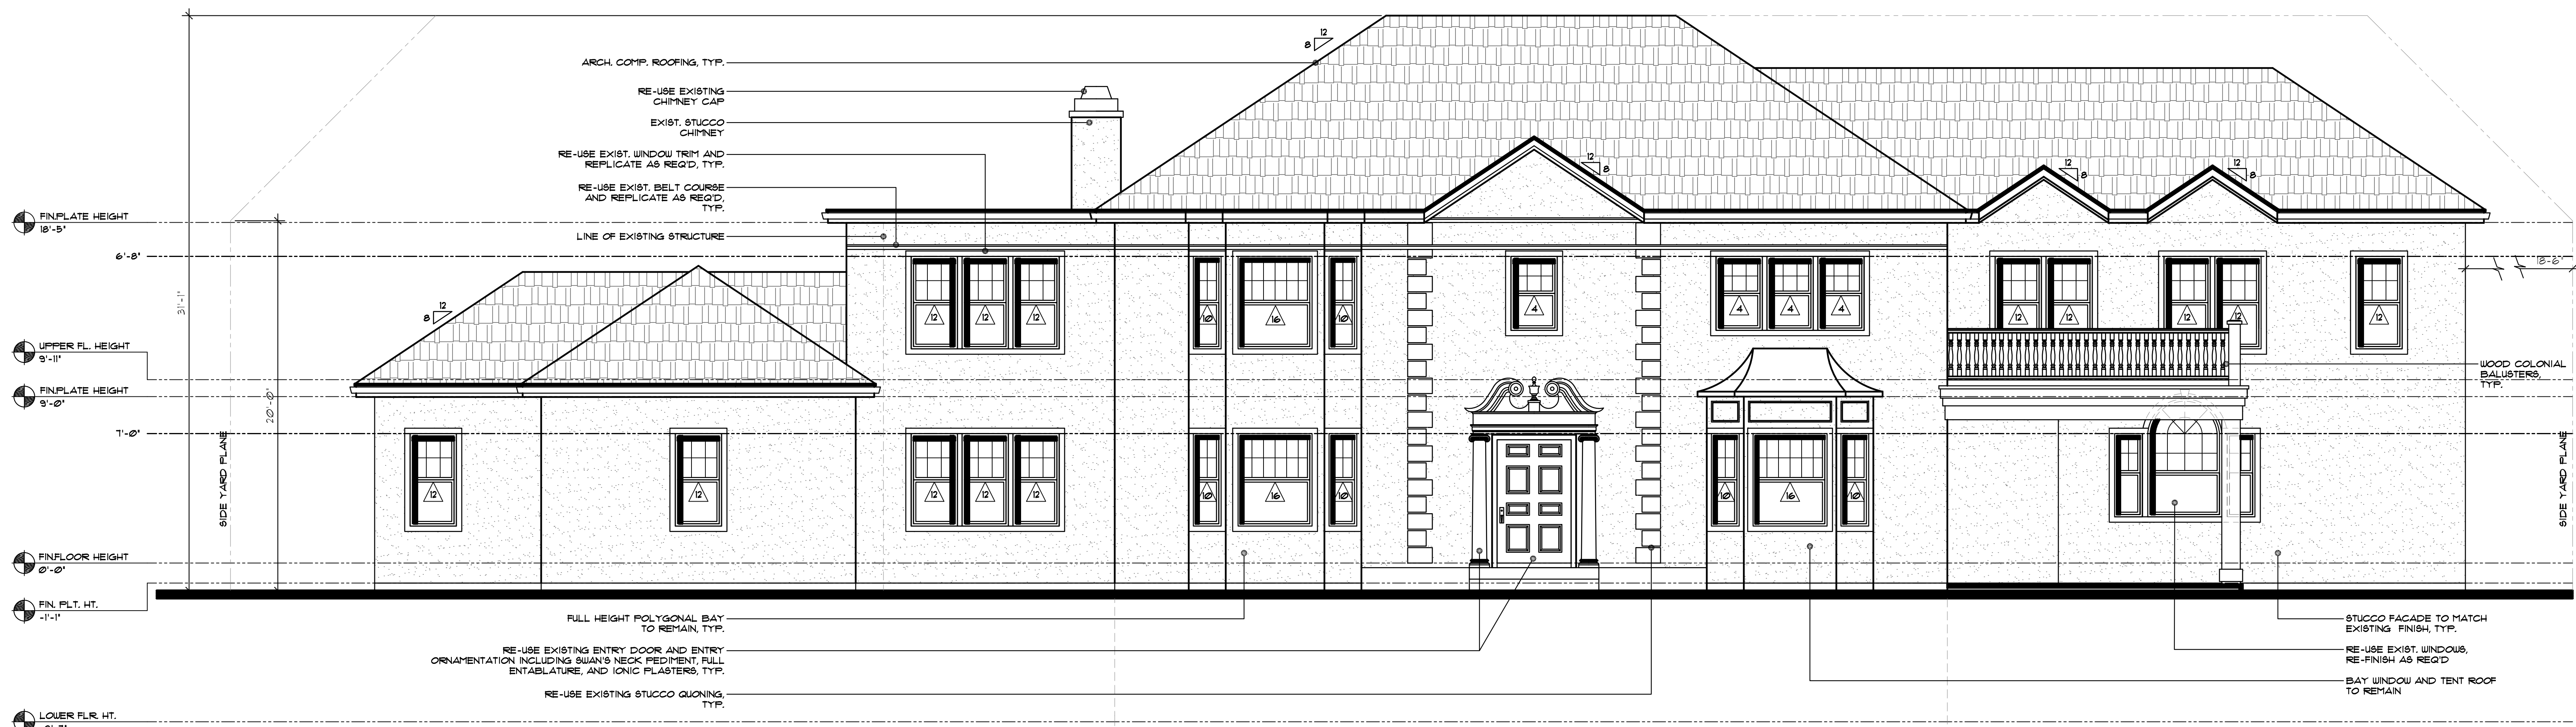 12
8
ARCH. COMP. ROOFING, TYP.
RE-USE EXISTING
CHIMNEY CAP
EXIST. STUCCO
CHIMNEY
RE-USE EXIST. WINDOW TRIM AND
REPLICATE AS REQ'D, TYP.
RE-USE EXIST. BELT COURSE
AND REPLICATE AS REQ'D,
TYP.
LINE OF EXISTING STRUCTURE
12
8
12
8
12
8
FIN.PLATE HEIGHT
18'-5"
6'-8"
31'-1"
18'-6"
12
8
12
12
12
10
16
10
4
4
4
4
12
12
12
12
12
UPPER FL. HEIGHT
9'-11"
FIN.PLATE HEIGHT
9'-0"
20'-0"
7'-0"
WOOD COLONIAL
BALUSTERS,
TYP.
SIDE YARD PLANE
SIDE YARD PLANE
12
12
12
12
12
10
16
10
10
16
10
FIN.FLOOR HEIGHT
0'-0"
FIN. PLT. HT.
-1'-1"
FULL HEIGHT POLYGONAL BAY
TO REMAIN, TYP.
RE-USE EXISTING ENTRY DOOR AND ENTRY
ORNAMENTATION INCLUDING SWAN'S NECK PEDIMENT, FULL
ENTABLATURE, AND IONIC PLASTERS, TYP.
RE-USE EXISTING STUCCO QUONING,
TYP.
STUCCO FACADE TO MATCH
EXISTING FINISH, TYP.
RE-USE EXIST. WINDOWS,
RE-FINISH AS REQ'D
BAY WINDOW AND TENT ROOF
TO REMAIN
LOWER FLR. HT.